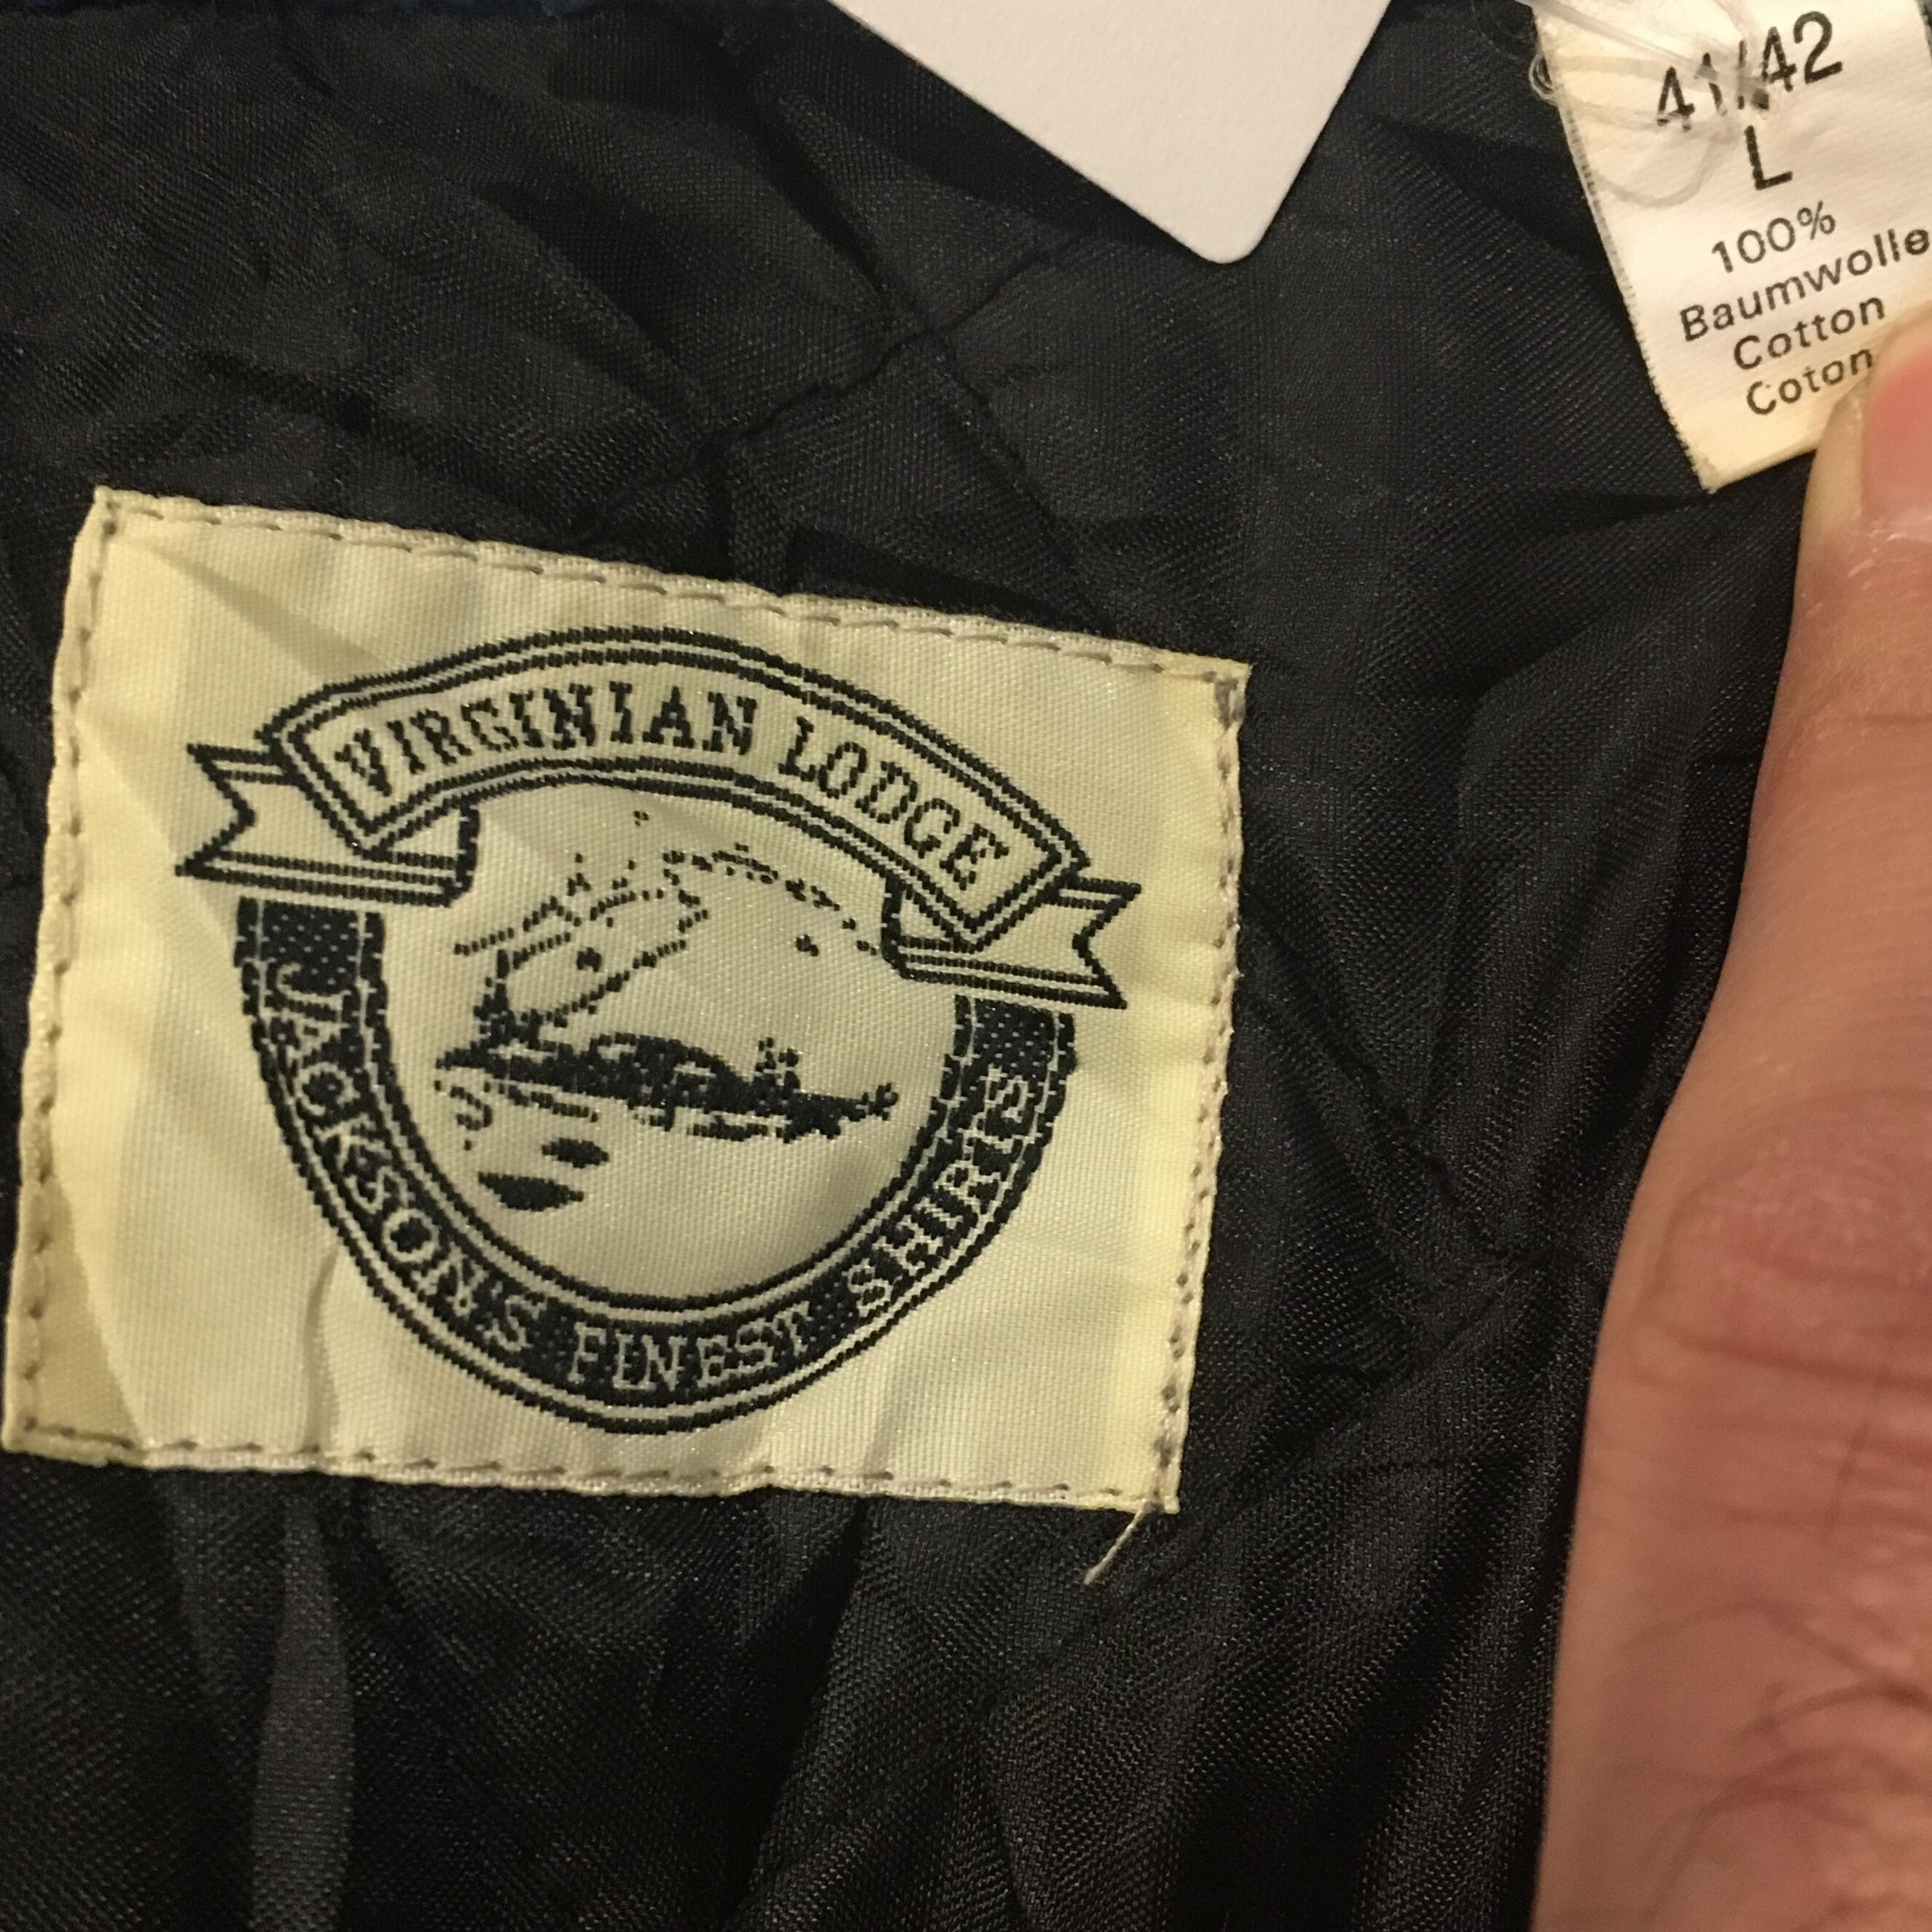 41/42
L
100%
Baumwolle
Cotton
Coton
VIRGINIAN LODGE
JACKSON'S FINEST SHIRTS